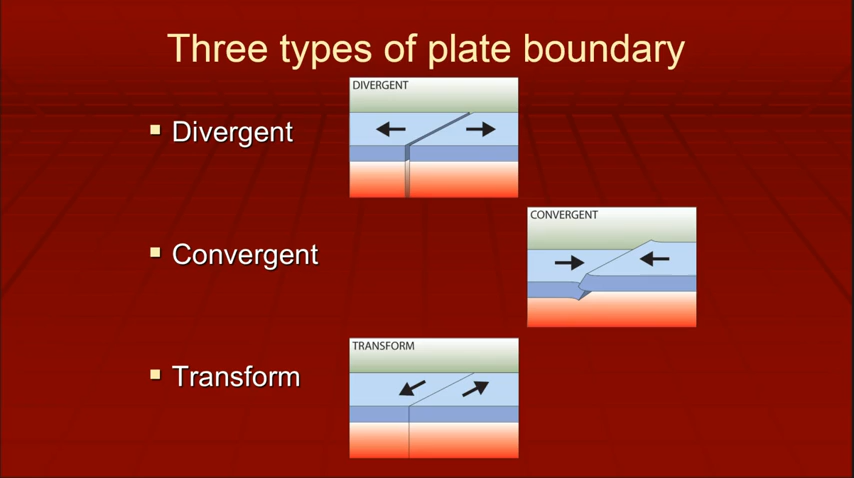 Three types of plate boundary
Divergent
DIVERGENT
Convergent
CONVERGENT
Transform
TRANSFORM